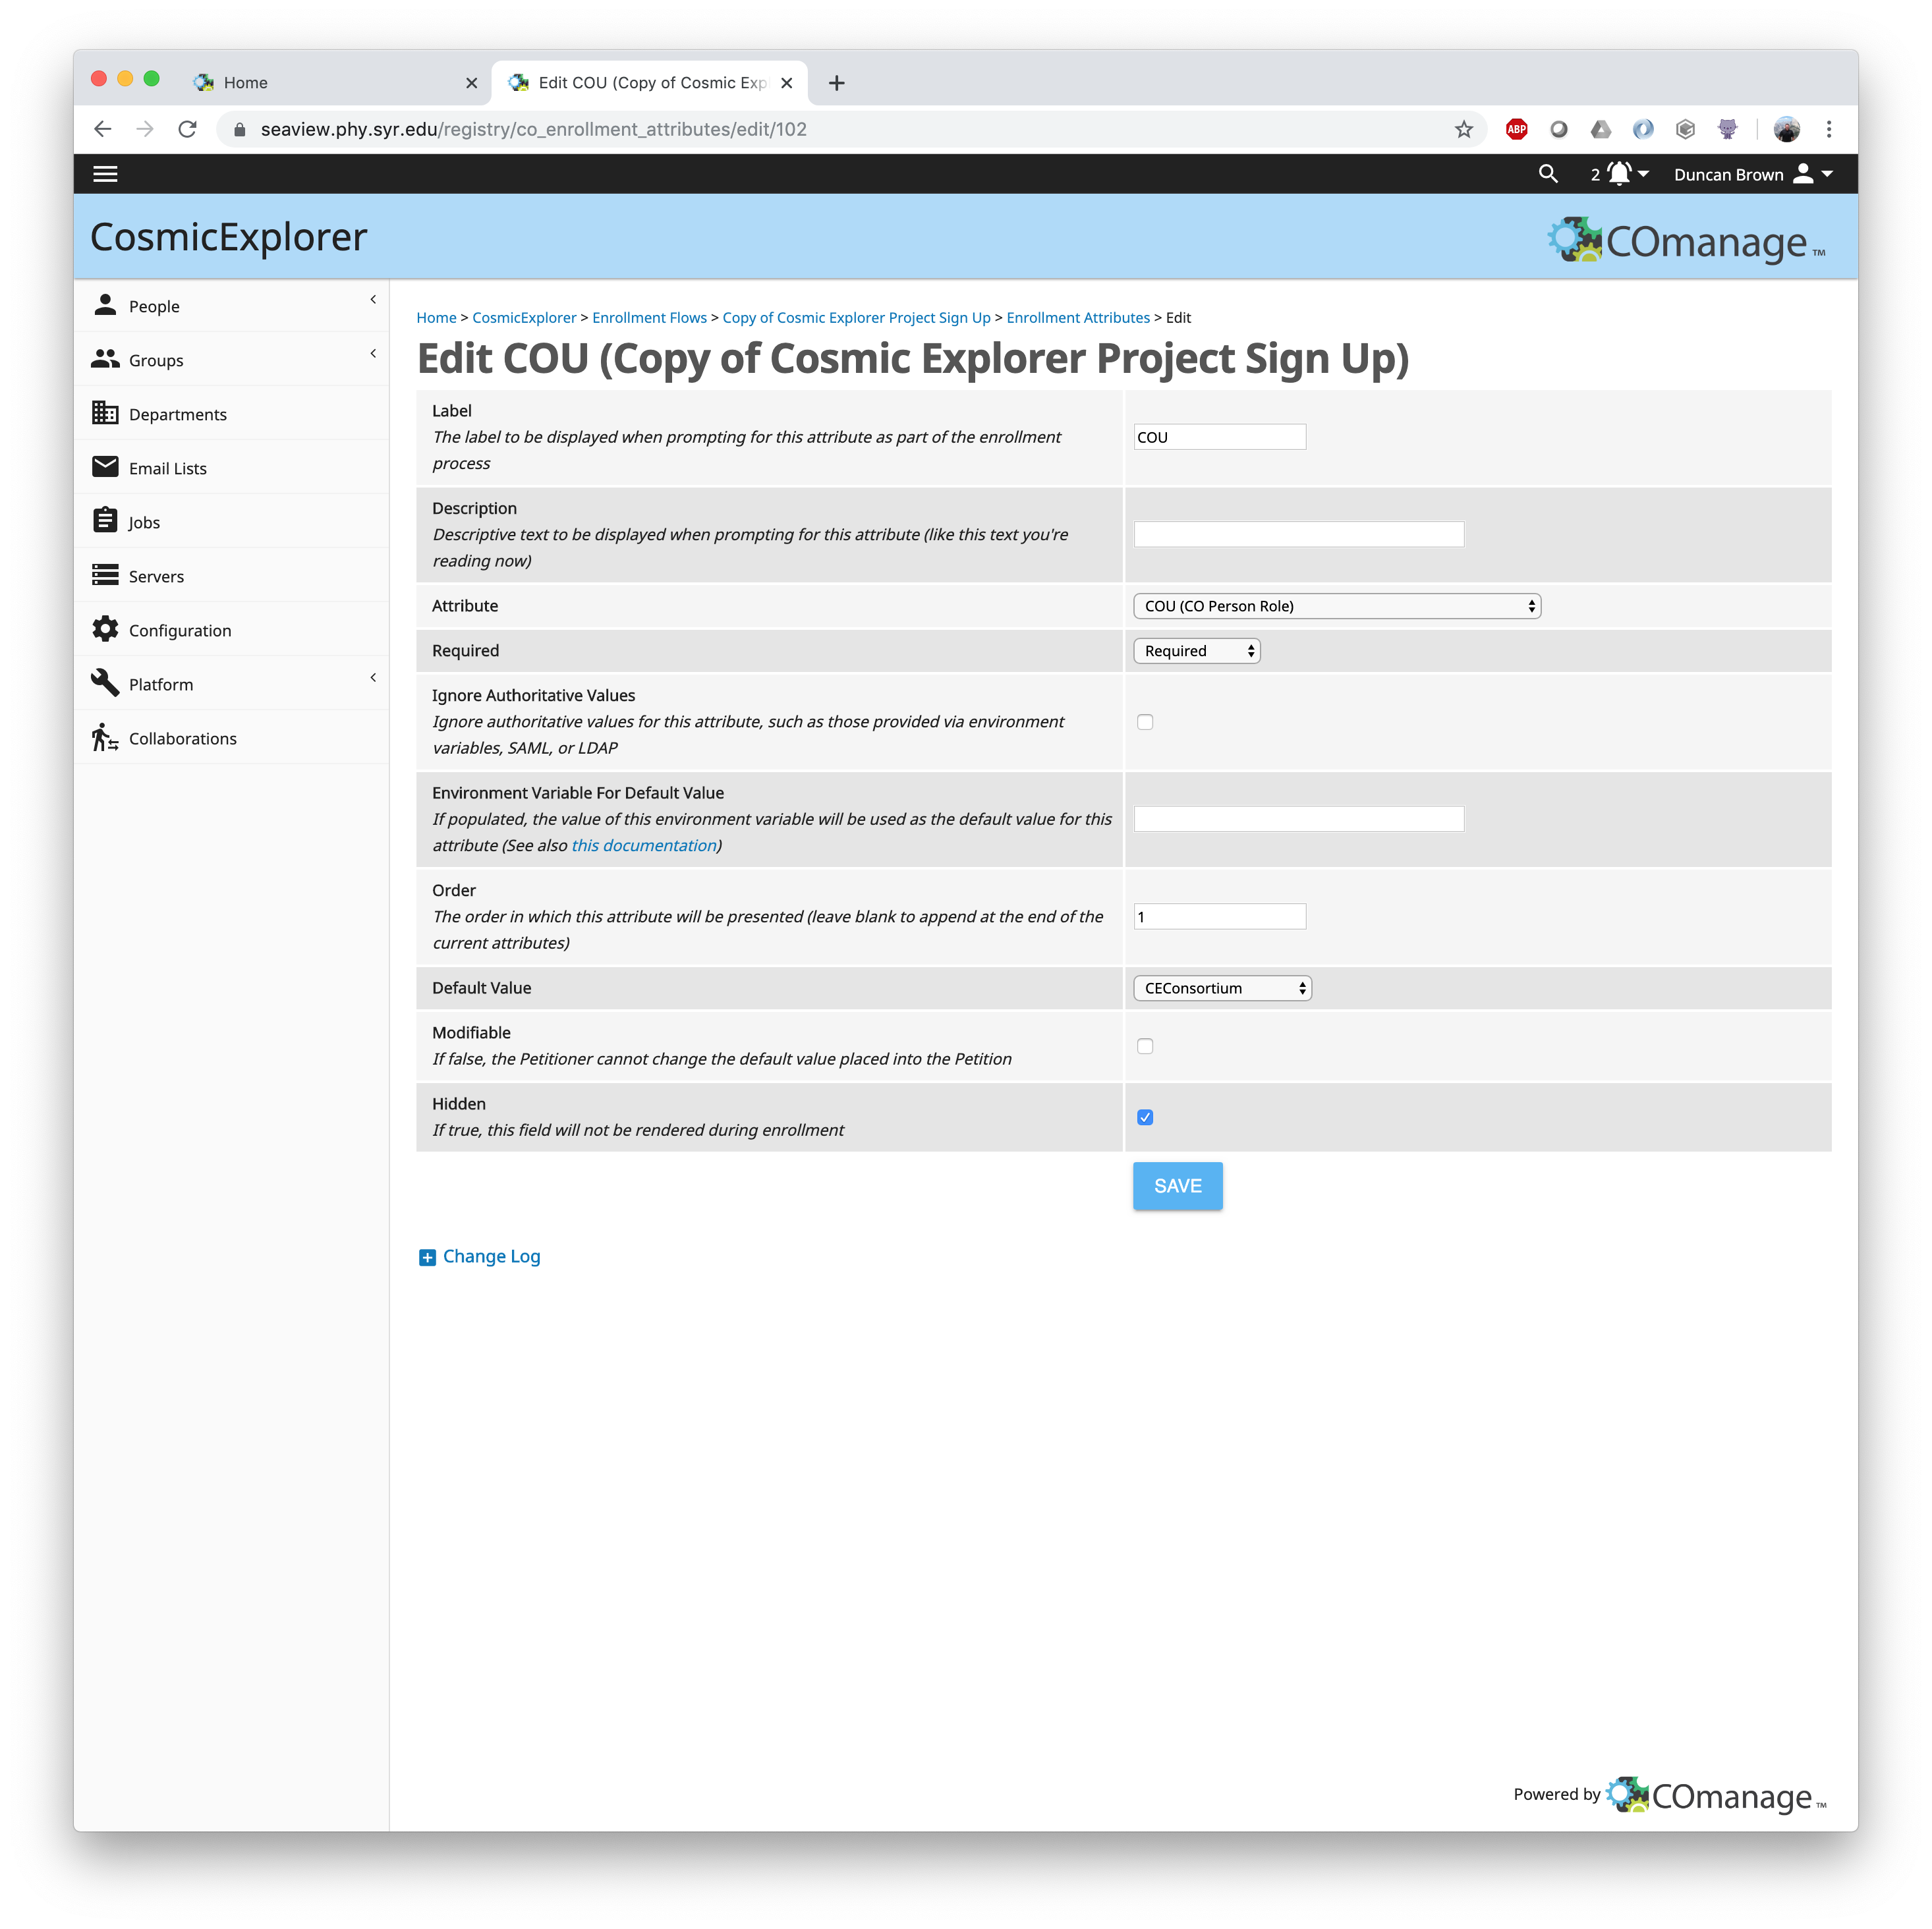 Home
Edit COU (Copy of Cosmic Exp
seaview.phy.syr.edu/registry/co_enrollment_attributes/edit/102
ABP
2
Duncan Brown
CosmicExplorer
COmanage TM
People
Groups
Departments
Email Lists
Jobs
Servers
Configuration
Platform
Collaborations
Home > CosmicExplorer > Enrollment Flows > Copy of Cosmic Explorer Project Sign Up > Enrollment Attributes > Edit
Edit COU (Copy of Cosmic Explorer Project Sign Up)
Label
The label to be displayed when prompting for this attribute as part of the enrollment
process
COU
Description
Descriptive text to be displayed when prompting for this attribute (like this text you're
reading now)
Attribute
COU (CO Person Role)
Required
Required
Ignore Authoritative Values
Ignore authoritative values for this attribute, such as those provided via environment
variables, SAML, or LDAP
Environment Variable For Default Value
If populated, the value of this environment variable will be used as the default value for this
attribute (See also this documentation)
Order
The order in which this attribute will be presented (leave blank to append at the end of the
current attributes)
1
Default Value
CEConsortium
Modifiable
If false, the Petitioner cannot change the default value placed into the Petition
Hidden
If true, this field will not be rendered during enrollment
SAVE
Change Log
Powered by COmanage TM